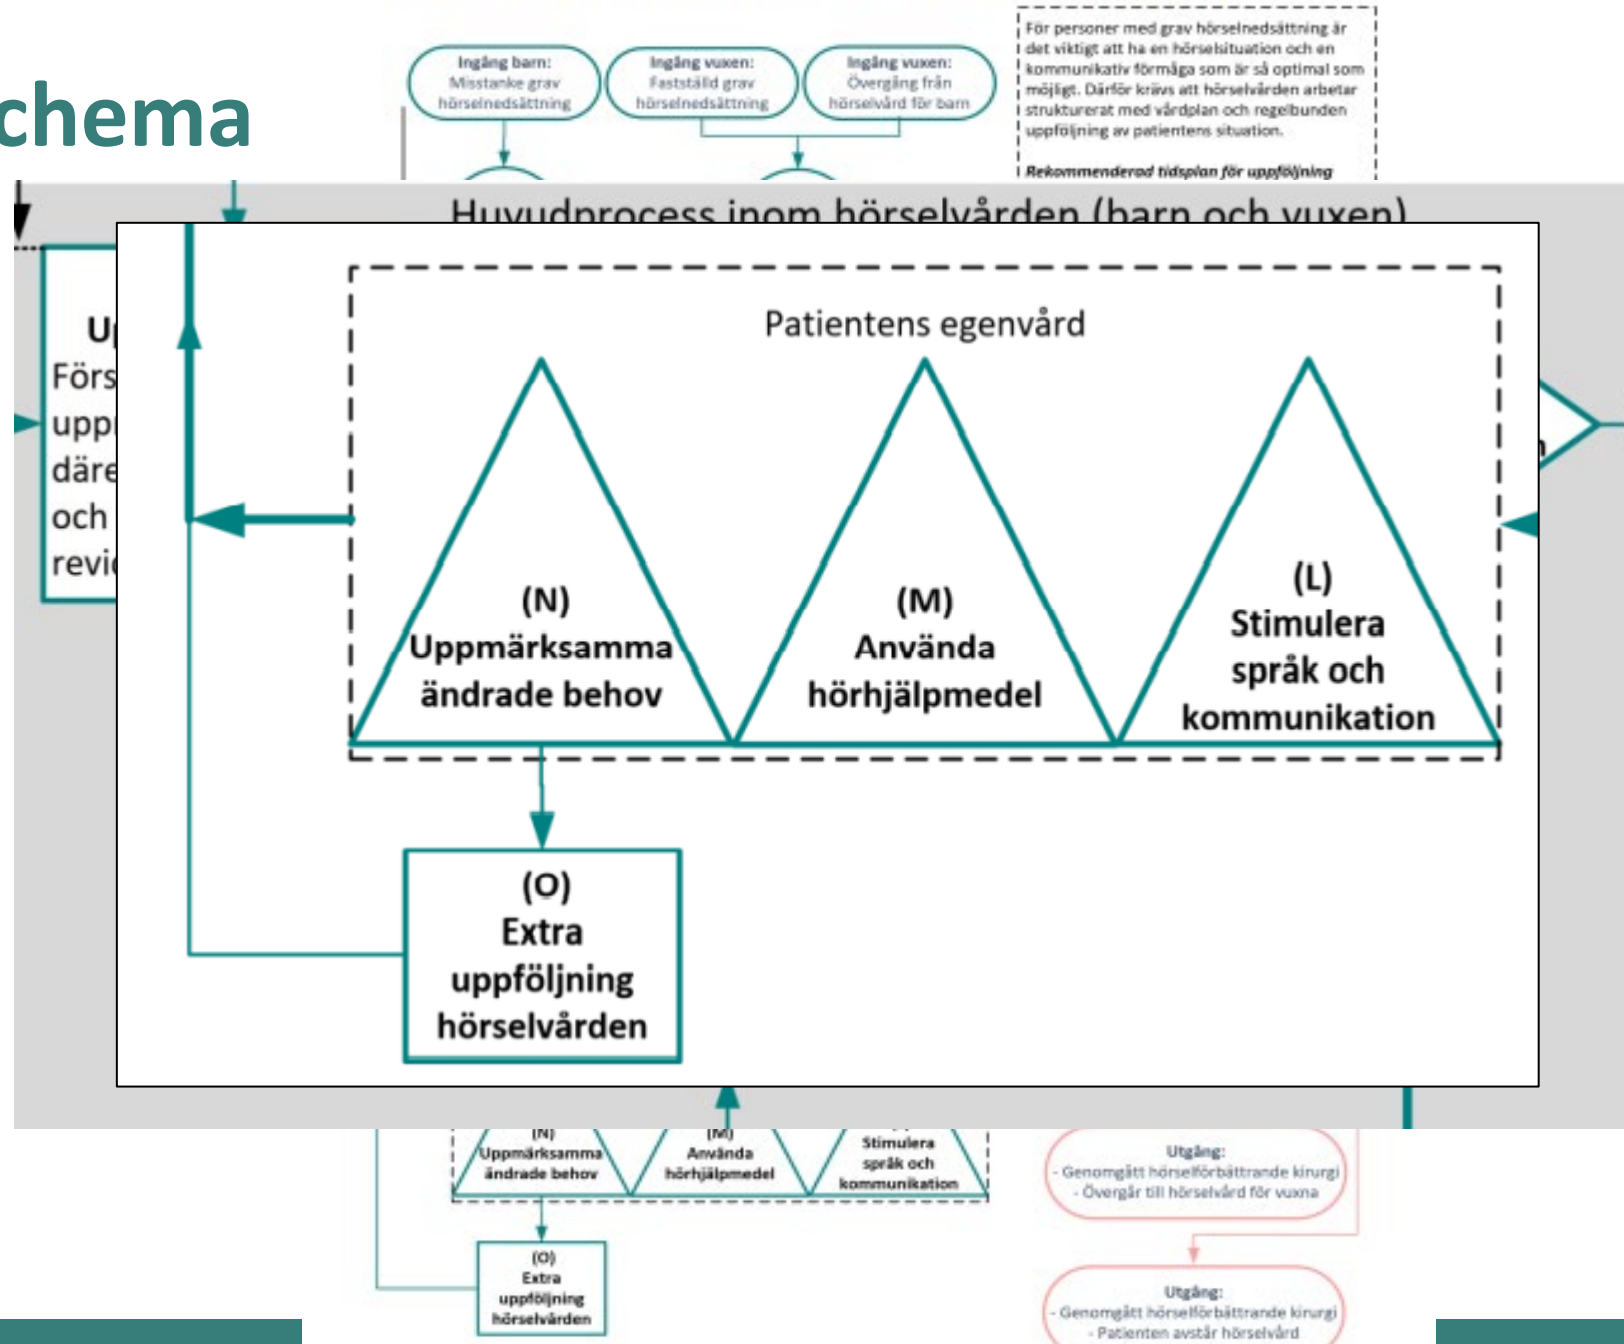 chema
Ingång barn:
Misstanke grav
hörselnedsättning
Ingång vuxen:
Fastställd grav
hörselnedsättning
Ingång vuxen:
Övergång från
hörselvård för barn
För personer med grav hörselnedsättning är
det viktigt att ha en hörselsituation och en
kommunikativ förmåga som är så optimal som
möjligt. Därför krävs att hörselvården arbetar
strukturerat med vårdplan och regelbunden
uppföljning av patientens situation.
Rekommenderad tidsplan för uppföljning
Huvudprocess inom hörselvården (barn och vuxen)
Förs
upp
däre
och
revi
Patientens egenvård
(N)
Uppmärksamma
ändrade behov
(M)
Använda
hörhjälpmedel
(L)
Stimulera
språk och
kommunikation
(O)
Extra
uppföljning
hörselvården
(N)
Uppmärksamma
ändrade behov
(M)
Använda
hörhjälpmedel
Stimulera
språk och
kommunikation
(O)
Extra
uppföljning
hörselvården
Utgång:
- Genomgått hörselförbättrande kirurgi
- Övergår till hörselvård för vuxna
Utgång:
- Genomgått hörselförbättrande kirurgi
- Patienten avstår hörselvård